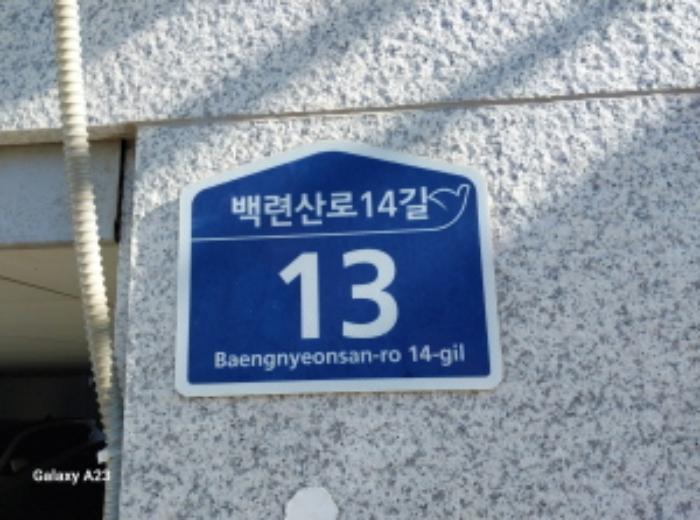 백련산로14길
13
Baengnyeonsan-ro 14-gil
Galaxy A23